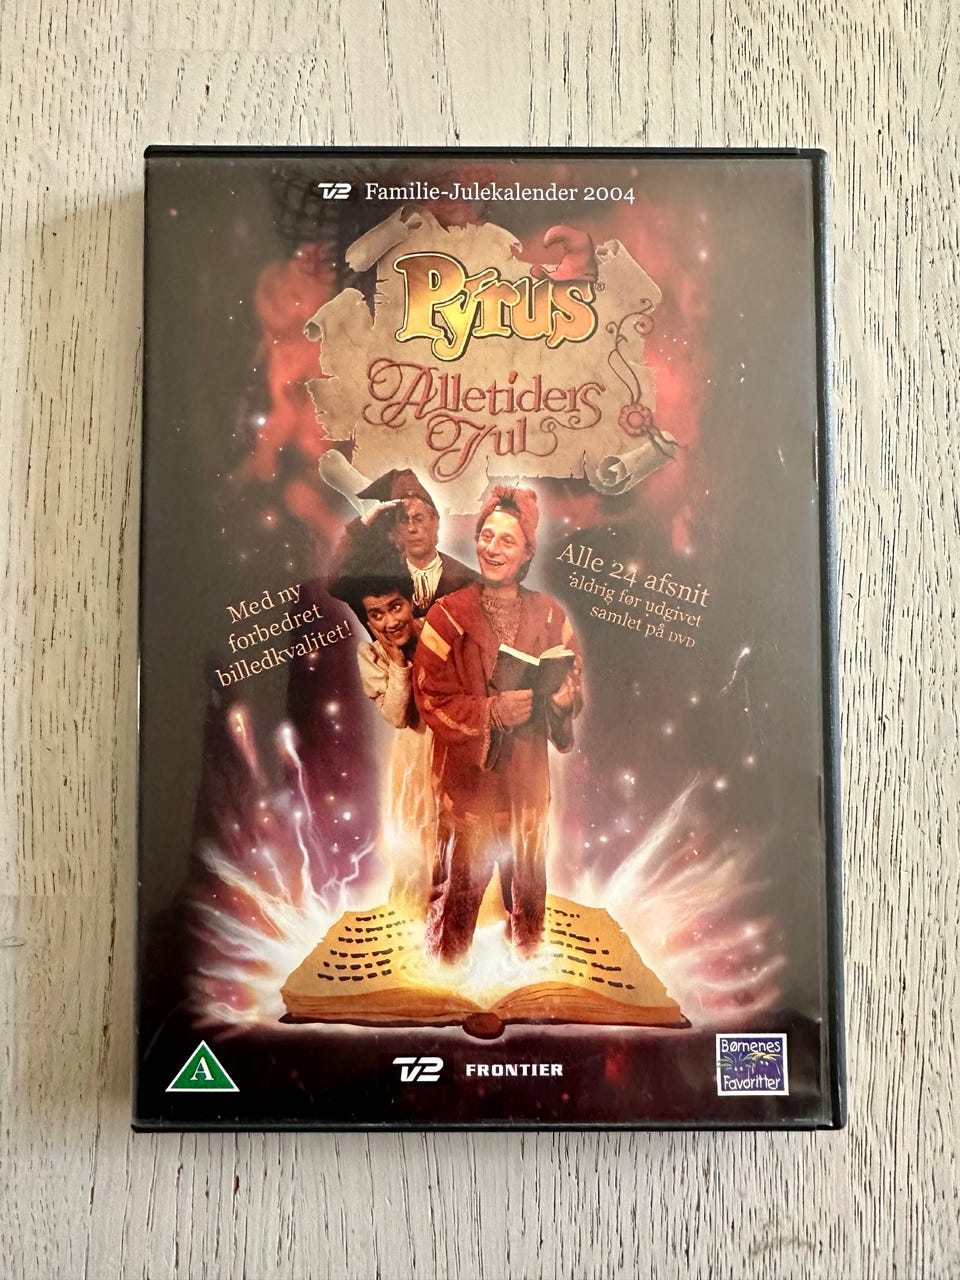 TV2 Familie-Julekalender 2004
Pyrus®
Alletiders
Jul
Alle 24 afsnit
aldrig før udgivet
samlet på DVD
Med ny
forbedret
billedkvalitet!
A
TV2 FRONTIER
Børnenes
Favoritter